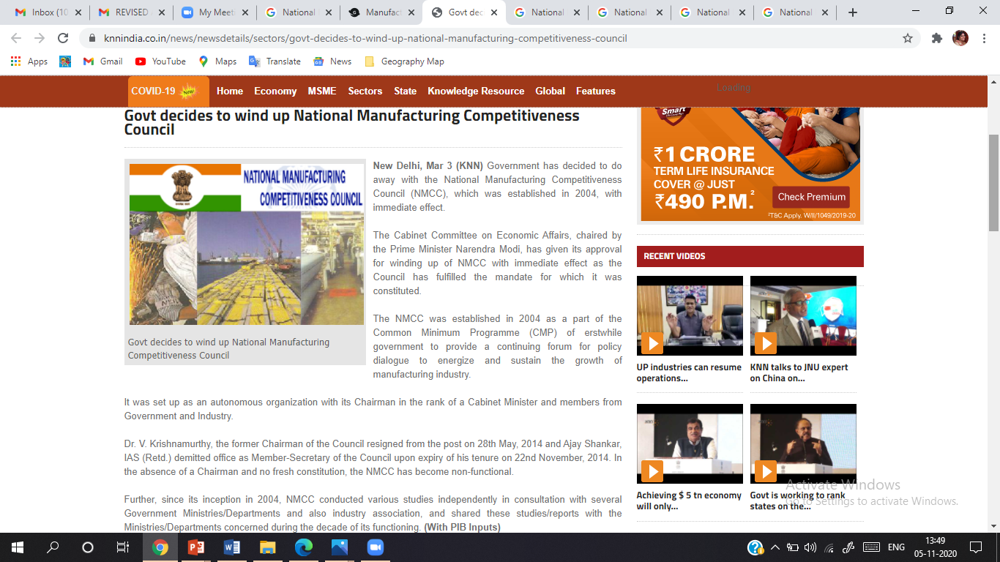 Inbox (10
REVISED
My Meet
National
Manufact
Govt dec
National
National
National
National
knnindia.co.in/news/newsdetails/sectors/govt-decides-to-wind-up-national-manufacturing-competitiveness-council
Apps
Gmail
YouTube
Maps
Translate
News
Geography Map
COVID-19 New
Home Economy MSME Sectors State Knowledge Resource Global Features
Loading
Govt decides to wind up National Manufacturing Competitiveness
Council
NATIONAL MANUFACTURING
COMPETITIVENESS COUNCIL
Govt decides to wind up National Manufacturing
Competitiveness Council
New Delhi, Mar 3 (KNN) Government has decided to do
away with the National Manufacturing Competitiveness
Council (NMCC), which was established in 2004, with
immediate effect.
The Cabinet Committee on Economic Affairs, chaired by
the Prime Minister Narendra Modi, has given its approval
for winding up of NMCC with immediate effect as the
Council has fulfilled the mandate for which it was
constituted.
The NMCC was established in 2004 as a part of the
Common Minimum Programme (CMP) of erstwhile
government to provide a continuing forum for policy
dialogue to energize and sustain the growth of
manufacturing industry.
It was set up as an autonomous organization with its Chairman in the rank of a Cabinet Minister and members from
Government and Industry.
Dr. V. Krishnamurthy, the former Chairman of the Council resigned from the post on 28th May, 2014 and Ajay Shankar,
IAS (Retd.) demitted office as Member-Secretary of the Council upon expiry of his tenure on 22nd November, 2014. In
the absence of a Chairman and no fresh constitution, the NMCC has become non-functional.
Further, since its inception in 2004, NMCC conducted various studies independently in consultation with several
Government Ministries/Departments and also industry association, and shared these studies/reports with the
Ministries/Departments concerned during the decade of its functioning. (With PIB Inputs)
Smart
₹1 CRORE
TERM LIFE INSURANCE
COVER @ JUST
₹490 P.M.2
Check Premium
2T&C Apply. W/II/1049/2019-20
RECENT VIDEOS
UP industries can resume
operations...
KNN talks to JNU expert
on China on...
Achieving $ 5 tn economy
will only...
Govt is working to rank
states on the...
Activate Windows
Go to Settings to activate Windows.
ENG
13:49
05-11-2020